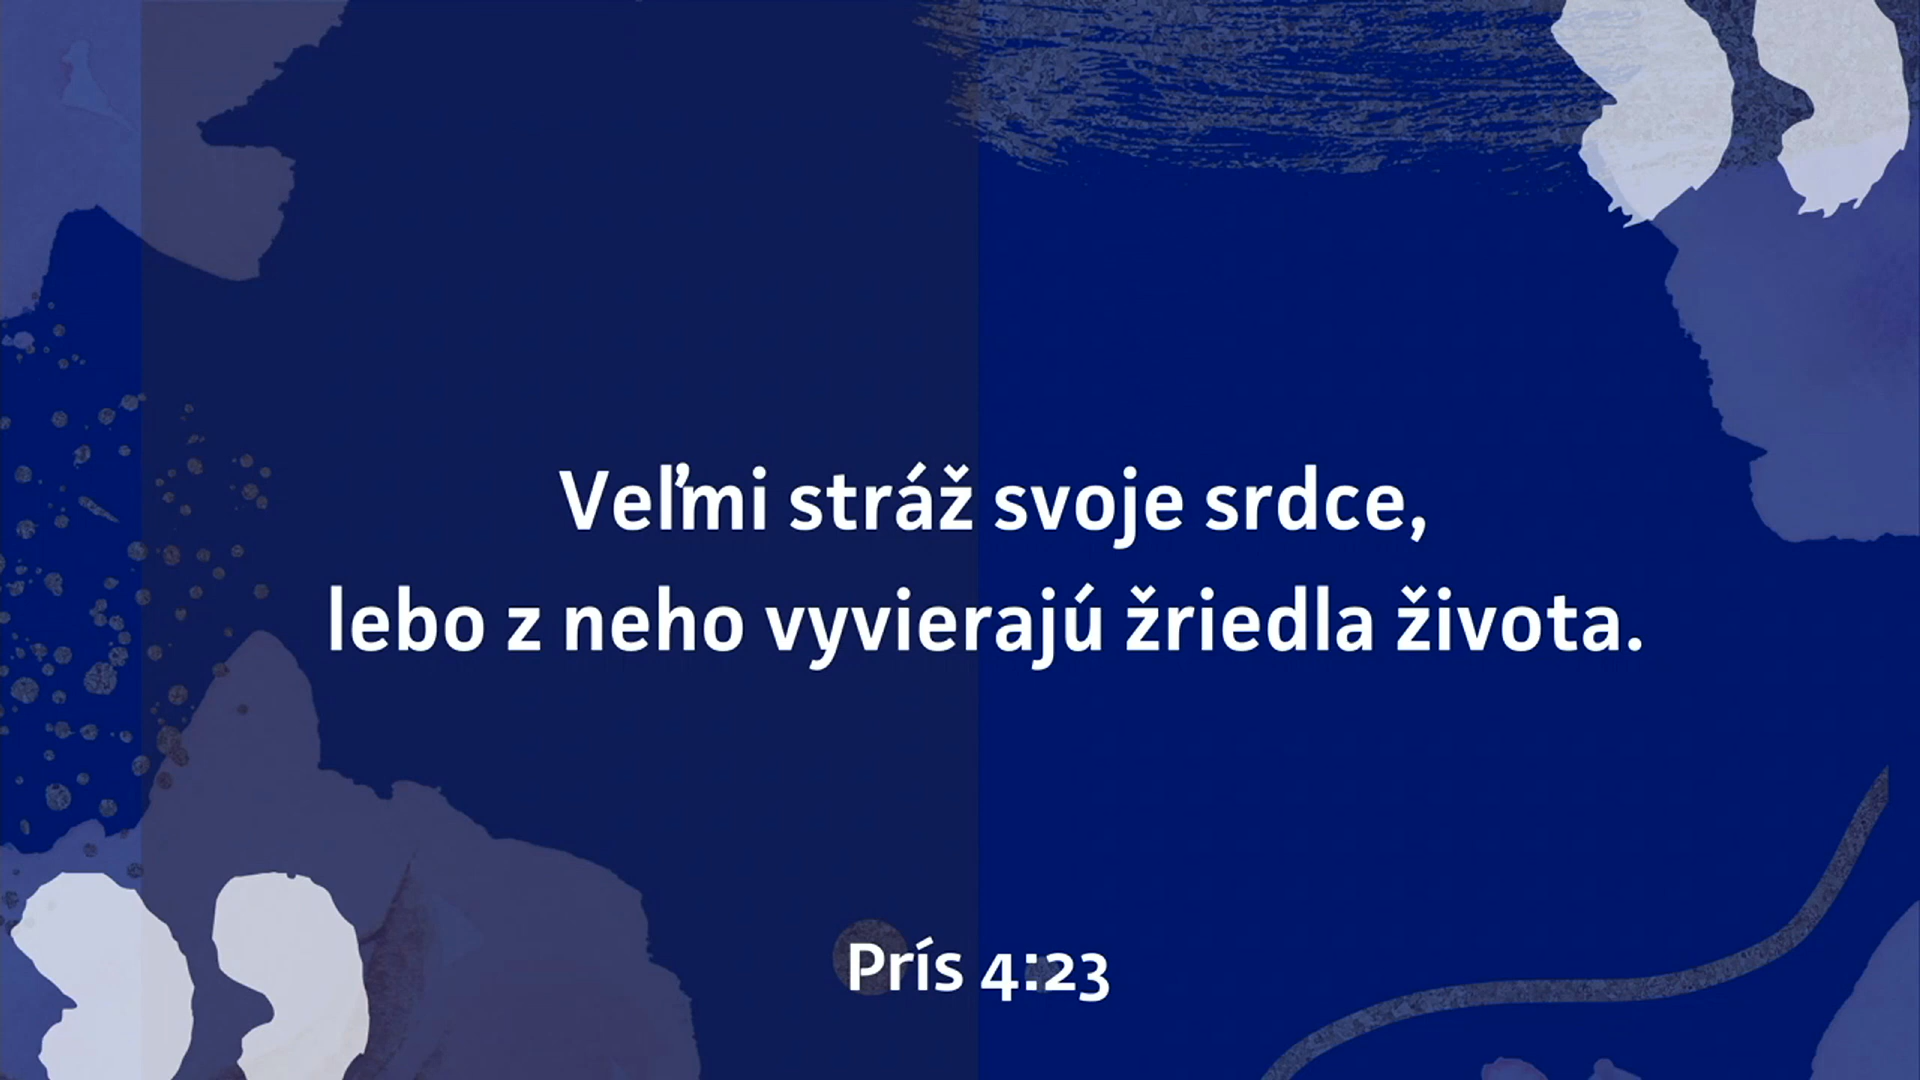 Veľmi stráž svoje srdce,
lebo z neho vyvierajú žriedla života.
Prís 4:23